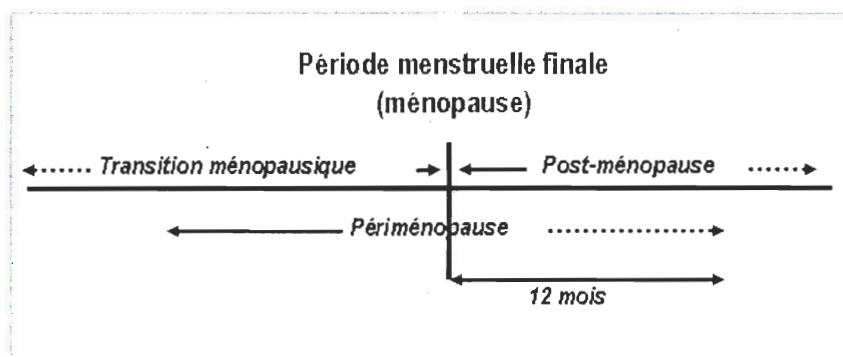 Période menstruelle finale
(ménopause)
Transition ménopausique
Post-ménopause
Périménopause
12 mois